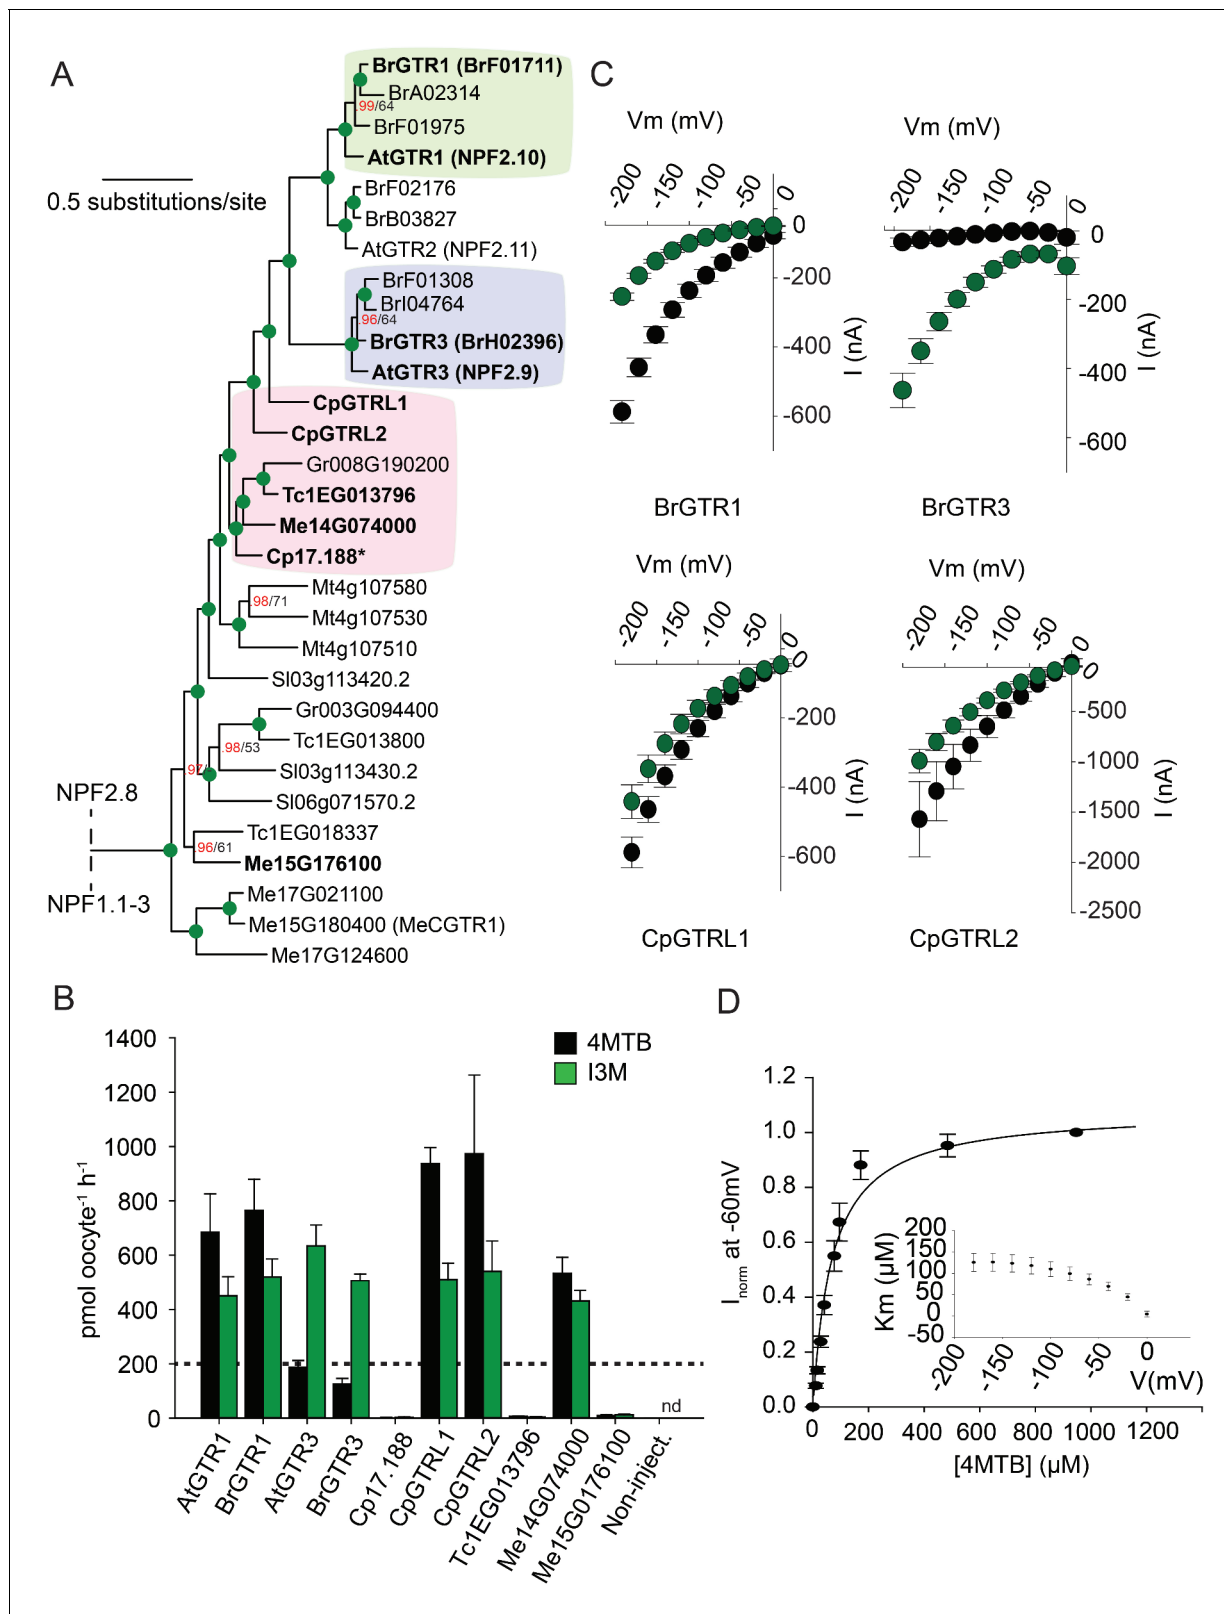 A
BrGTR1 (BrF01711)
BrA02314
.99/64
BrF01975
AtGTR1 (NPF2.10)
0.5 substitutions/site
BrF02176
BrB03827
AtGTR2 (NPF2.11)
BrF01308
BrI04764
.96/64
BrGTR3 (BrH02396)
AtGTR3 (NPF2.9)
CpGTRL1
CpGTRL2
Gr008G190200
Tc1EG013796
Me14G074000
Cp17.188*
Mt4g107580
.98/71
Mt4g107530
Mt4g107510
Sl03g113420.2
Gr003G094400
Tc1EG013800
.98/53
Sl03g113430.2
.97/
Sl06g071570.2
NPF2.8
Tc1EG018337
.96/61
Me15G176100
NPF1.1-3
Me17G021100
Me15G180400 (MeCGTR1)
Me17G124600
C
Vm (mV)
-200 -150 -100 -50 0
0
-200
-400
-600
I (nA)
BrGTR1
Vm (mV)
-200 -150 -100 -50 0
0
-200
-400
-600
I (nA)
BrGTR3
Vm (mV)
-200 -150 -100 -50 0
0
-200
-400
-600
I (nA)
CpGTRL1
Vm (mV)
-200 -150 -100 -50 0
0
-500
-1000
-1500
-2000
-2500
I (nA)
CpGTRL2
B
4MTB
I3M
1400
1200
1000
800
600
400
200
0
pmol oocyte⁻¹ h⁻¹
nd
AtGTR1
BrGTR1
AtGTR3
BrGTR3
Cp17.188
CpGTRL1
CpGTRL2
Tc1EG013796
Me14G074000
Me15G0176100
Non-inject.
D
1.2
1.0
0.8
0.6
0.4
0.2
0.0
Inorm at -60mV
0 200 400 600 800 1000 1200
[4MTB] (µM)
200
150
100
50
0
-50
Km (µM)
-200 -150 -100 -50 0
V(mV)